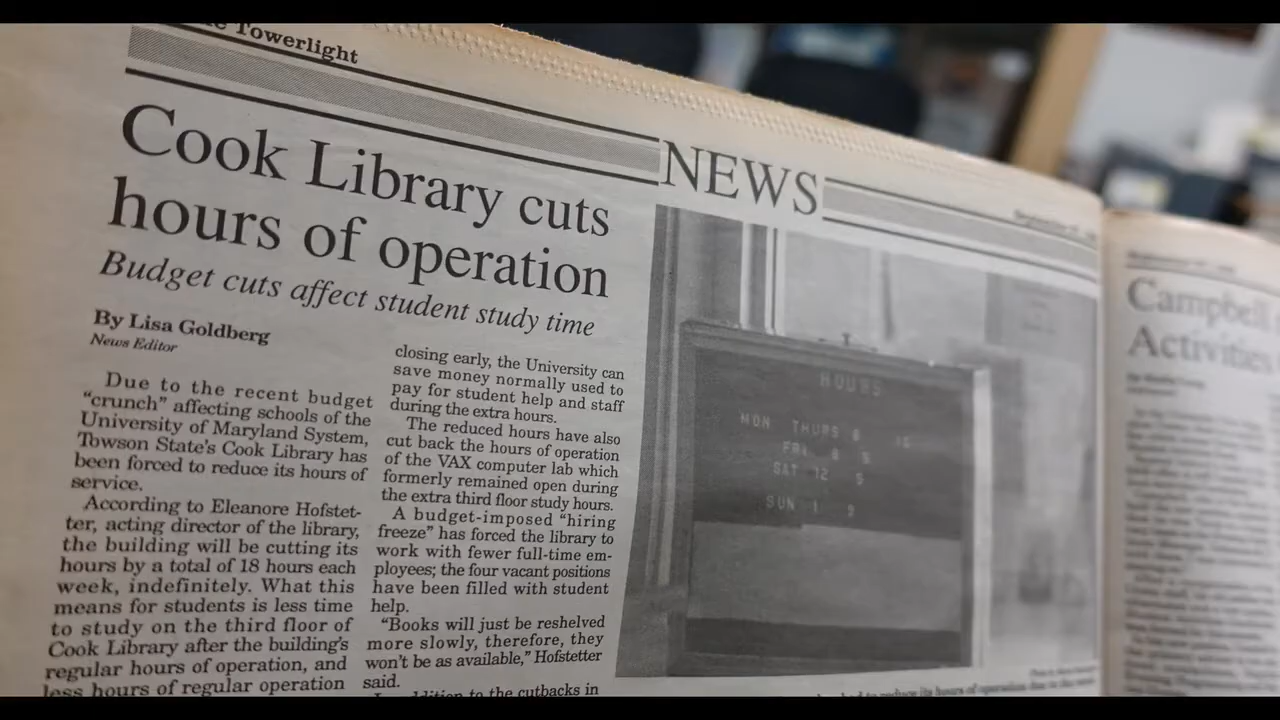 The Towerlight
NEWS
Cook Library cuts
hours of operation
Budget cuts affect student study time
By Lisa Goldberg
News Editor
Due to the recent budget
“crunch” affecting schools of the
University of Maryland System,
Towson State’s Cook Library has
been forced to reduce its hours of
service.
According to Eleanore Hofstet-
ter, acting director of the library,
the building will be cutting its
hours by a total of 18 hours each
week, indefinitely. What this
means for students is less time
to study on the third floor of
Cook Library after the building’s
regular hours of operation, and
less hours of regular operation
closing early, the University can
save money normally used to
pay for student help and staff
during the extra hours.
The reduced hours have also
cut back the hours of operation
of the VAX computer lab which
formerly remained open during
the extra third floor study hours.
A budget-imposed “hiring
freeze” has forced the library to
work with fewer full-time em-
ployees; the four vacant positions
have been filled with student
help.
“Books will just be reshelved
more slowly, therefore, they
won’t be as available,” Hofstetter
said.
In addition to the cutbacks in
HOURS
MON THURS 8 10
FRI 8 5
SAT 12 5
SUN 1 9
to reduce its hours of operation due to the
Campbell
Activities